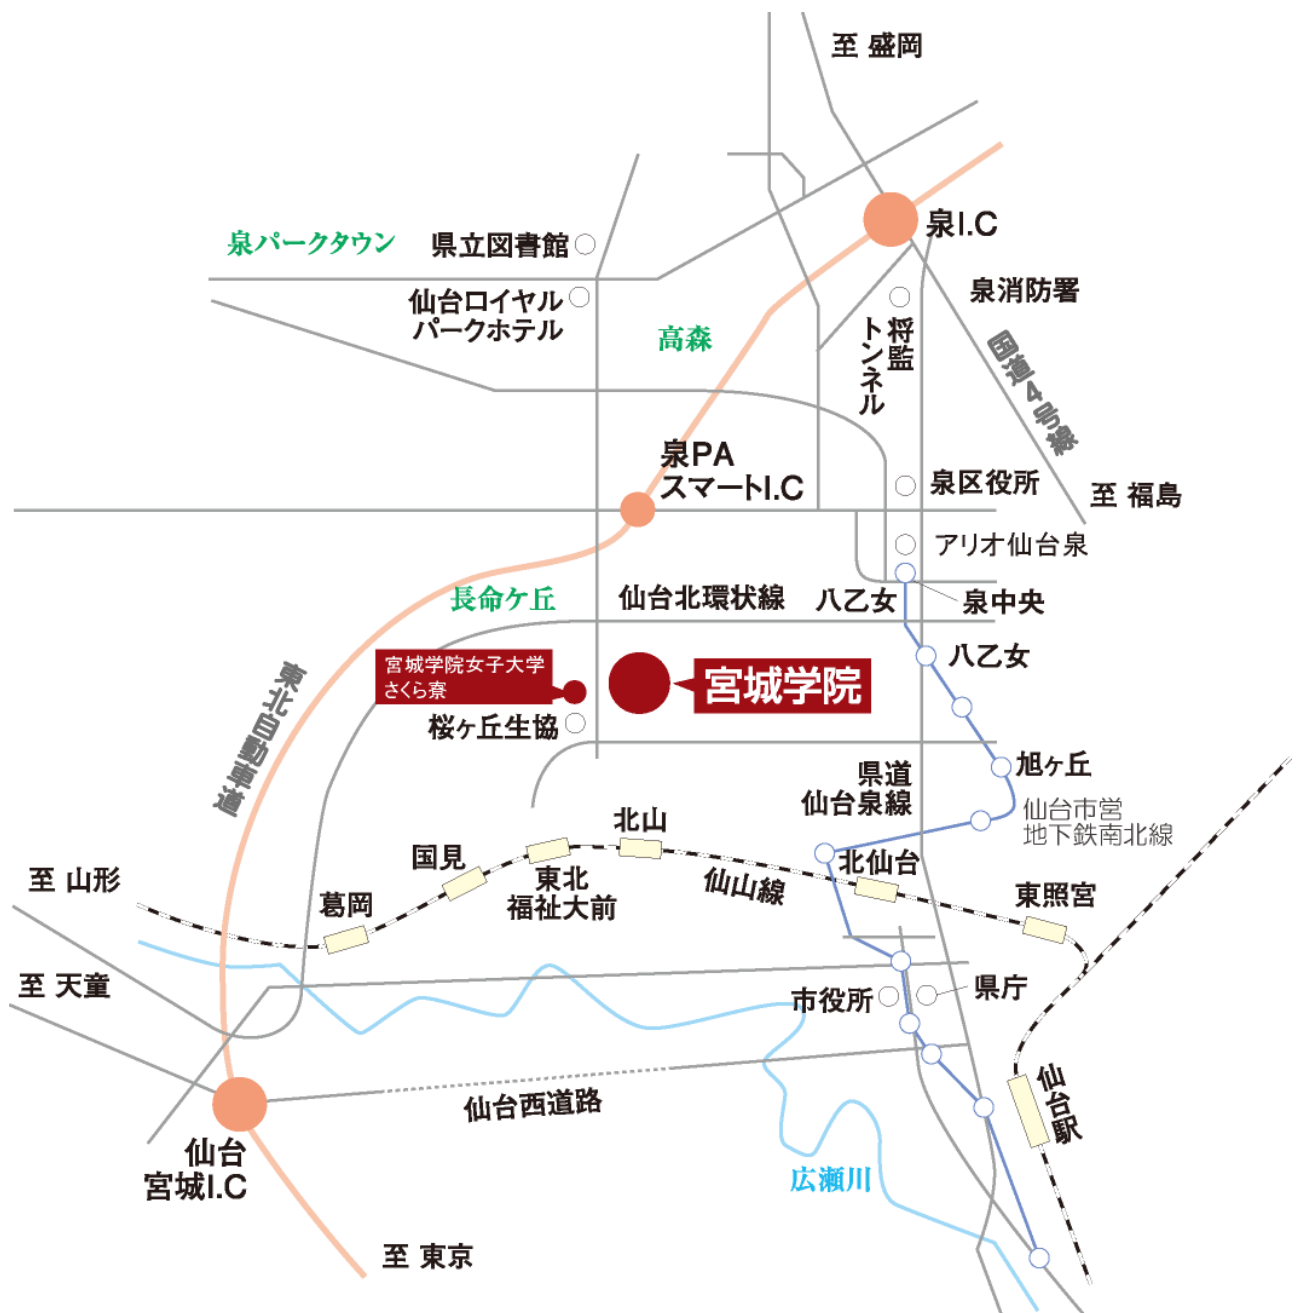 至 盛岡
泉I.C
泉パークタウン
県立図書館
仙台ロイヤル
パークホテル
泉消防署
将監
トンネル
高森
国道4号線
泉PA
スマートI.C
泉区役所
至 福島
アリオ仙台泉
長命ケ丘
仙台北環状線
八乙女
泉中央
八乙女
宮城学院女子大学
さくら寮
宮城学院
桜ヶ丘生協
東北自動車道
県道
仙台泉線
旭ヶ丘
仙台市営
地下鉄南北線
北山
国見
東北
福祉大前
仙山線
北仙台
東照宮
至 山形
葛岡
至 天童
市役所
県庁
仙台西道路
仙台駅
仙台
宮城I.C
広瀬川
至 東京